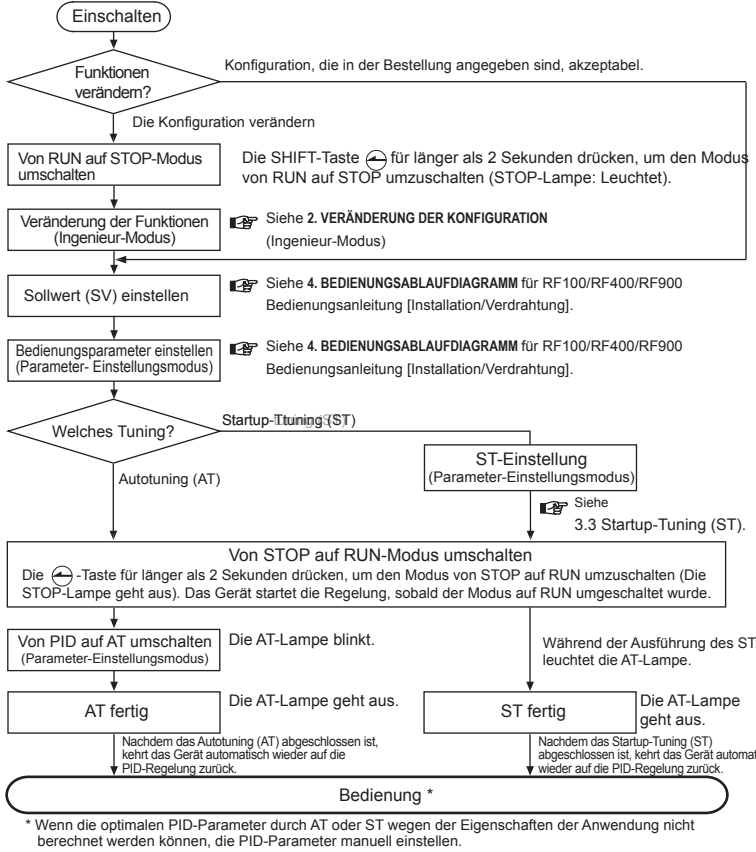 Einschalten
Funktionen
verändern?
Konfiguration, die in der Bestellung angegeben sind, akzeptabel.
Die Konfiguration verändern
Von RUN auf STOP-Modus
umschalten
Die SHIFT-Taste für länger als 2 Sekunden drücken, um den Modus
von RUN auf STOP umzuschalten (STOP-Lampe: Leuchtet).
Veränderung der Funktionen
(Ingenieur-Modus)
Siehe 2. VERÄNDERUNG DER KONFIGURATION
(Ingenieur-Modus)
Sollwert (SV) einstellen
Siehe 4. BEDIENUNGSABLAUFDIAGRAMM für RF100/RF400/RF900
Bedienungsanleitung [Installation/Verdrahtung].
Bedienungsparameter einstellen
(Parameter- Einstellungsmodus)
Siehe 4. BEDIENUNGSABLAUFDIAGRAMM für RF100/RF400/RF900
Bedienungsanleitung [Installation/Verdrahtung].
Welches Tuning?
Startup-Tuning (ST)
Autotuning (AT)
ST-Einstellung
(Parameter-Einstellungsmodus)
Siehe
3.3 Startup-Tuning (ST).
Von STOP auf RUN-Modus umschalten
Die -Taste für länger als 2 Sekunden drücken, um den Modus von STOP auf RUN umzuschalten (Die
STOP-Lampe geht aus). Das Gerät startet die Regelung, sobald der Modus auf RUN umgeschaltet wurde.
Von PID auf AT umschalten
(Parameter-Einstellungsmodus)
Die AT-Lampe blinkt.
Während der Ausführung des ST
leuchtet die AT-Lampe.
AT fertig
Die AT-Lampe geht aus.
ST fertig
Die AT-Lampe
geht aus.
Nachdem das Autotuning (AT) abgeschlossen ist,
kehrt das Gerät automatisch wieder auf die
PID-Regelung zurück.
Nachdem das Startup-Tuning (ST)
abgeschlossen ist, kehrt das Gerät automat
wieder auf die PID-Regelung zurück.
Bedienung *
* Wenn die optimalen PID-Parameter durch AT oder ST wegen der Eigenschaften der Anwendung nicht
berechnet werden können, die PID-Parameter manuell einstellen.